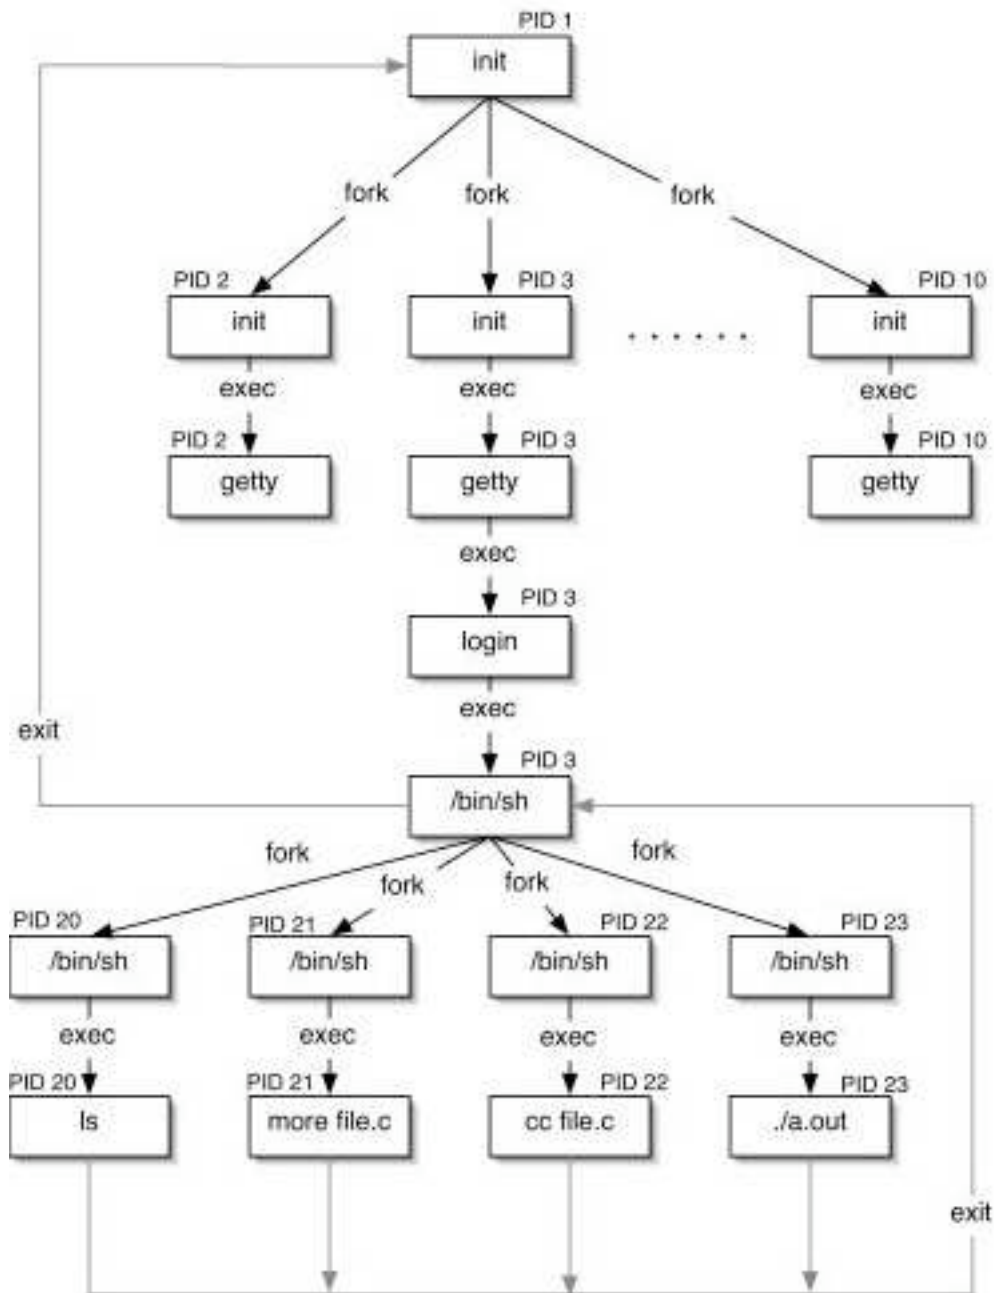 PID 1
init
fork fork fork
PID 2 PID 3 PID 10
init init . . . . . . init
exec exec exec
PID 2 PID 3 PID 10
getty getty getty
exec
PID 3
login
exec
exit
PID 3
/bin/sh
fork fork fork fork
PID 20 PID 21 PID 22 PID 23
/bin/sh /bin/sh /bin/sh /bin/sh
exec exec exec exec
PID 20 PID 21 PID 22 PID 23
ls more file.c cc file.c ./a.out
exit